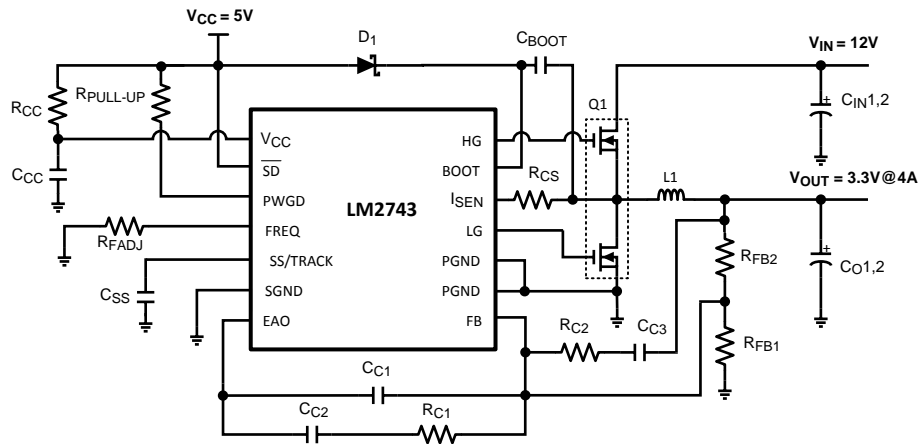 VCC = 5V
D1
CBOOT
VIN = 12V
RCC
RPULL-UP
Q1
CIN1,2
+
VCC
HG
CCC
SD
BOOT
RCS
L1
VOUT = 3.3V@4A
PWGD
LM2743
ISEN
RFADJ
FREQ
LG
RFB2
+
CO1,2
SS/TRACK
PGND
CSS
SGND
PGND
EAO
FB
RC2
CC3
RFB1
CC1
CC2
RC1